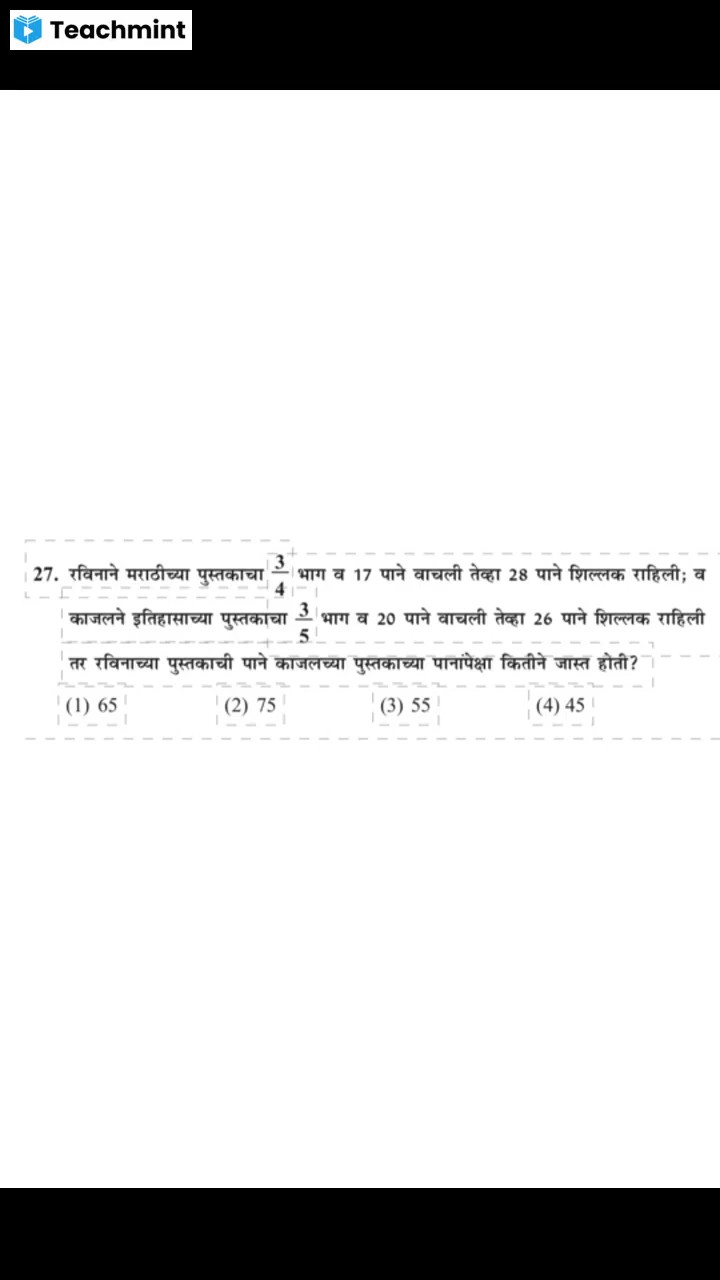 Teachmint
27. रविनाने मराठीच्या पुस्तकाचा 3/4 भाग व 17 पाने वाचली तेव्हा 28 पाने शिल्लक राहिली; व
काजलने इतिहासाच्या पुस्तकाचा 3/5 भाग व 20 पाने वाचली तेव्हा 26 पाने शिल्लक राहिली
तर रविनाच्या पुस्तकाची पाने काजलच्या पुस्तकाच्या पानांपेक्षा कितीने जास्त होती?
(1) 65 (2) 75 (3) 55 (4) 45